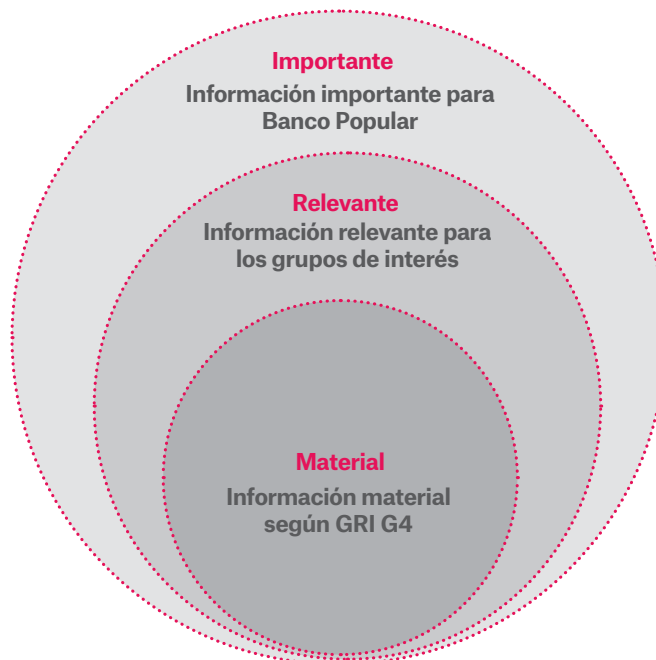 Importante
Información importante para
Banco Popular
Relevante
Información relevante para
los grupos de interés
Material
Información material
según GRI G4